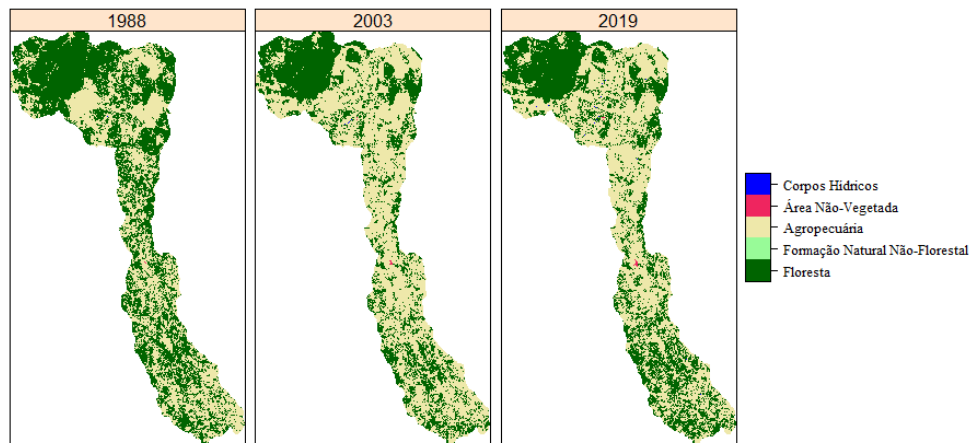 1988
2003
2019
Corpos Hídricos
Área Não-Vegetada
Agropecuária
Formação Natural Não-Florestal
Floresta